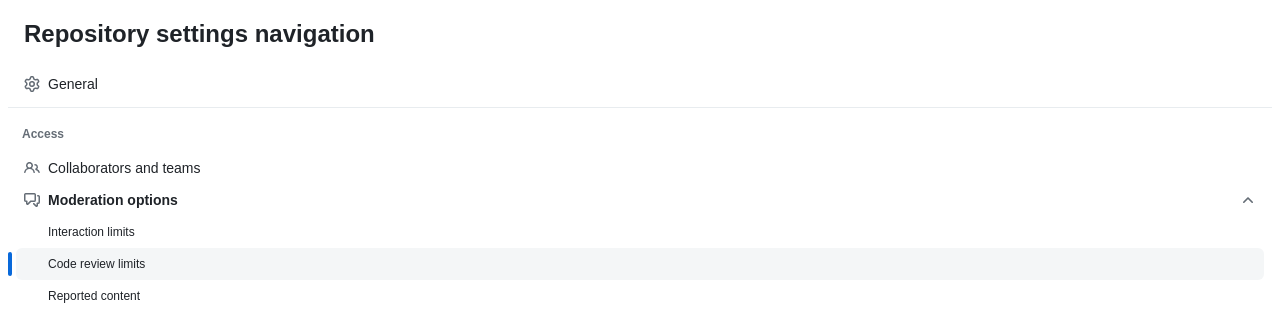 Repository settings navigation
General
Access
Collaborators and teams
Moderation options
Interaction limits
Code review limits
Reported content